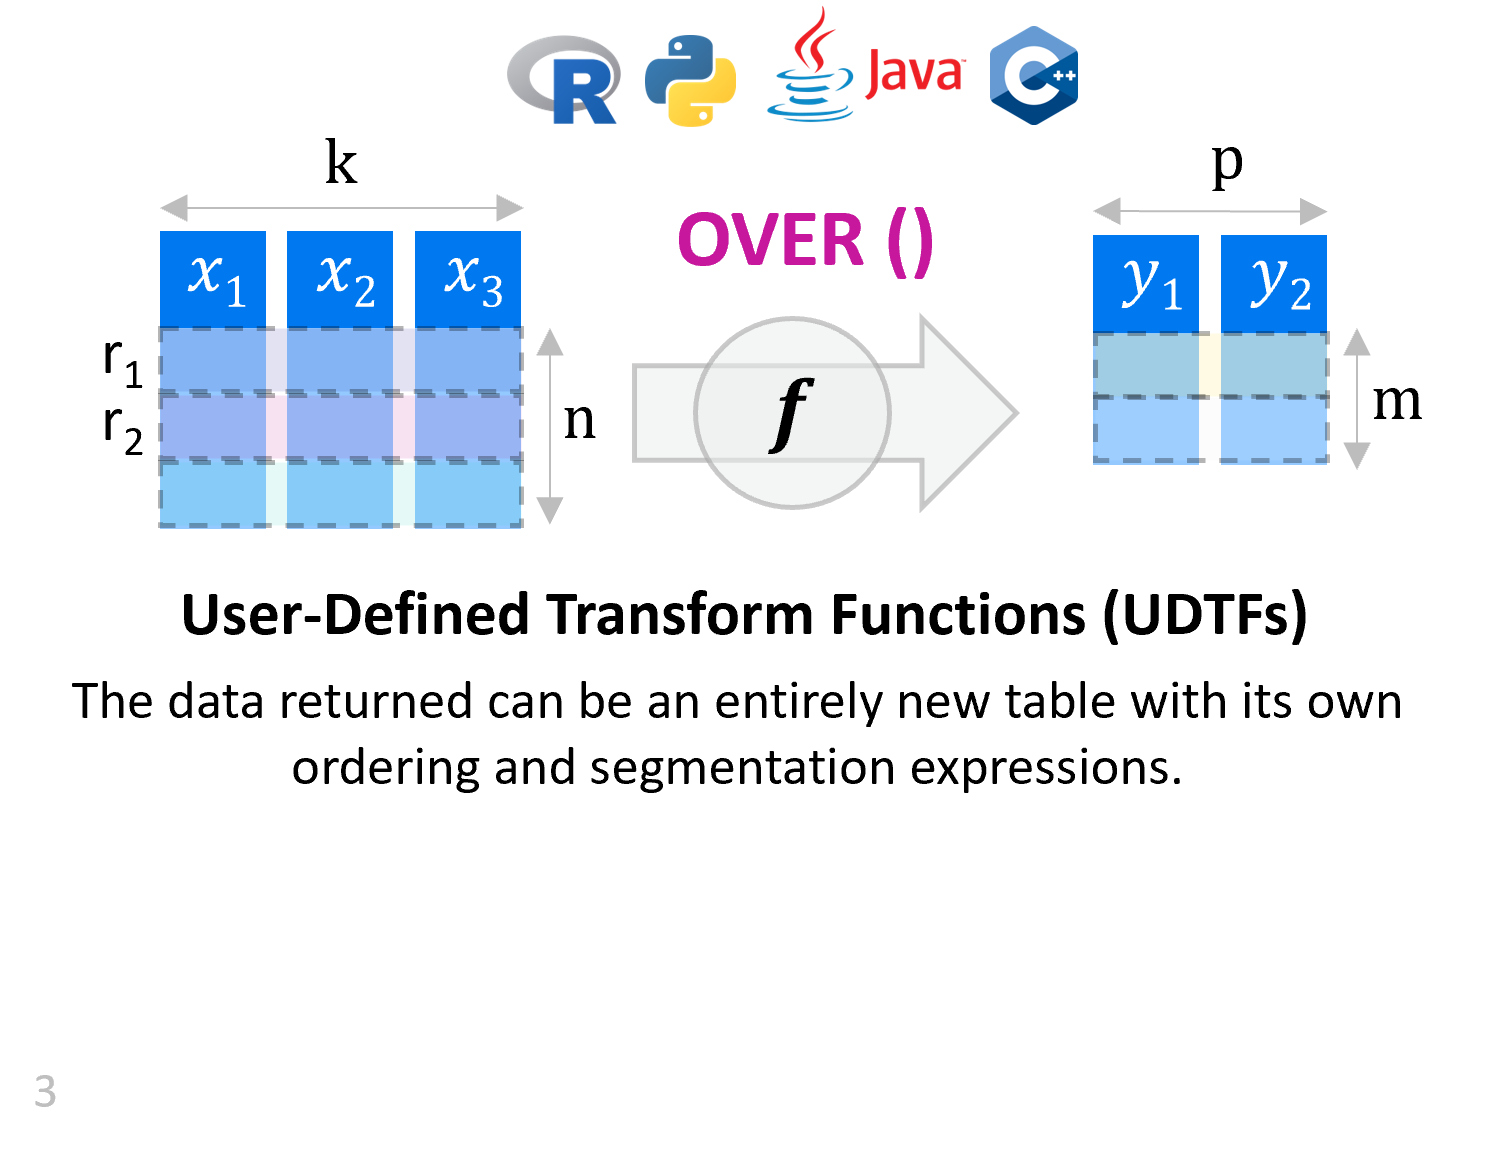 R
Java™
C++
k
p
OVER ()
x₁ x₂ x₃
y₁ y₂
r₁
r₂
n
f
m
User-Defined Transform Functions (UDTFs)
The data returned can be an entirely new table with its own
ordering and segmentation expressions.
3